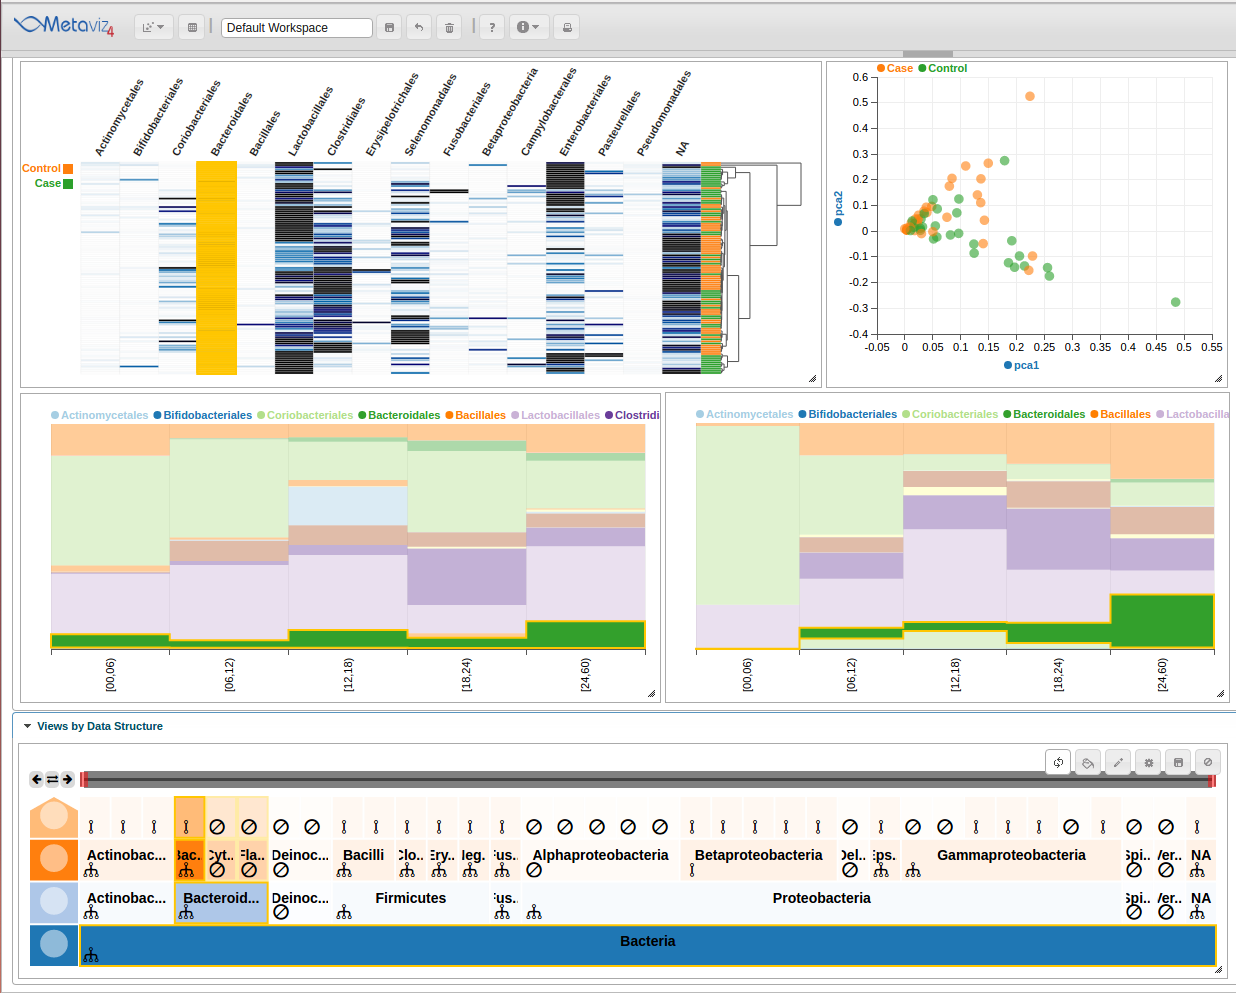 Metaviz4
Default Workspace
?
Actinomycetales
Bifidobacteriales
Coriobacteriales
Bacteroidales
Bacillales
Lactobacillales
Clostridiales
Erysipelotrichales
Selenomonadales
Fusobacteriales
Betaproteobacteria
Campylobacterales
Enterobacteriales
Pasteurellales
Pseudomonadales
NA
Control
Case
Case Control
0.6
0.5
0.4
0.3
0.2
0.1
0
-0.1
-0.2
-0.3
-0.4
pca2
-0.05 0 0.05 0.1 0.15 0.2 0.25 0.3 0.35 0.4 0.45 0.5 0.55
pca1
Actinomycetales Bifidobacteriales Coriobacteriales Bacteroidales Bacillales Lactobacillales Clostridi
[00,06) [06,12) [12,18) [18,24) [24,60)
Actinomycetales Bifidobacteriales Coriobacteriales Bacteroidales Bacillales Lactobacilla
[00,06) [06,12) [12,18) [18,24) [24,60)
Views by Data Structure
Actinobac... Bac.. Cyt.. Fla.. Deinoc... Bacilli Clo.. Ery.. Neg. Fus.. Alphaproteobacteria Betaproteobacteria Del.. Eps. Gammaproteobacteria Spi.. Ver.. NA
Actinobac... Bacteroid... Deinoc... Firmicutes Fus.. Proteobacteria Spi.. Ver.. NA
Bacteria